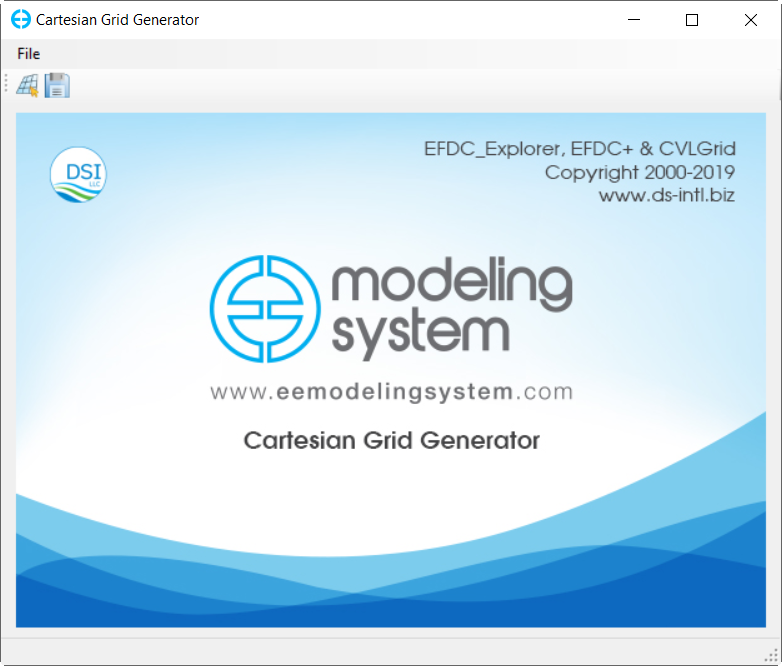 Cartesian Grid Generator
File
DSI
LLC
EFDC_Explorer, EFDC+ & CVLGrid
Copyright 2000-2019
www.ds-intl.biz
modeling
system
www.eemodelingsystem.com
Cartesian Grid Generator